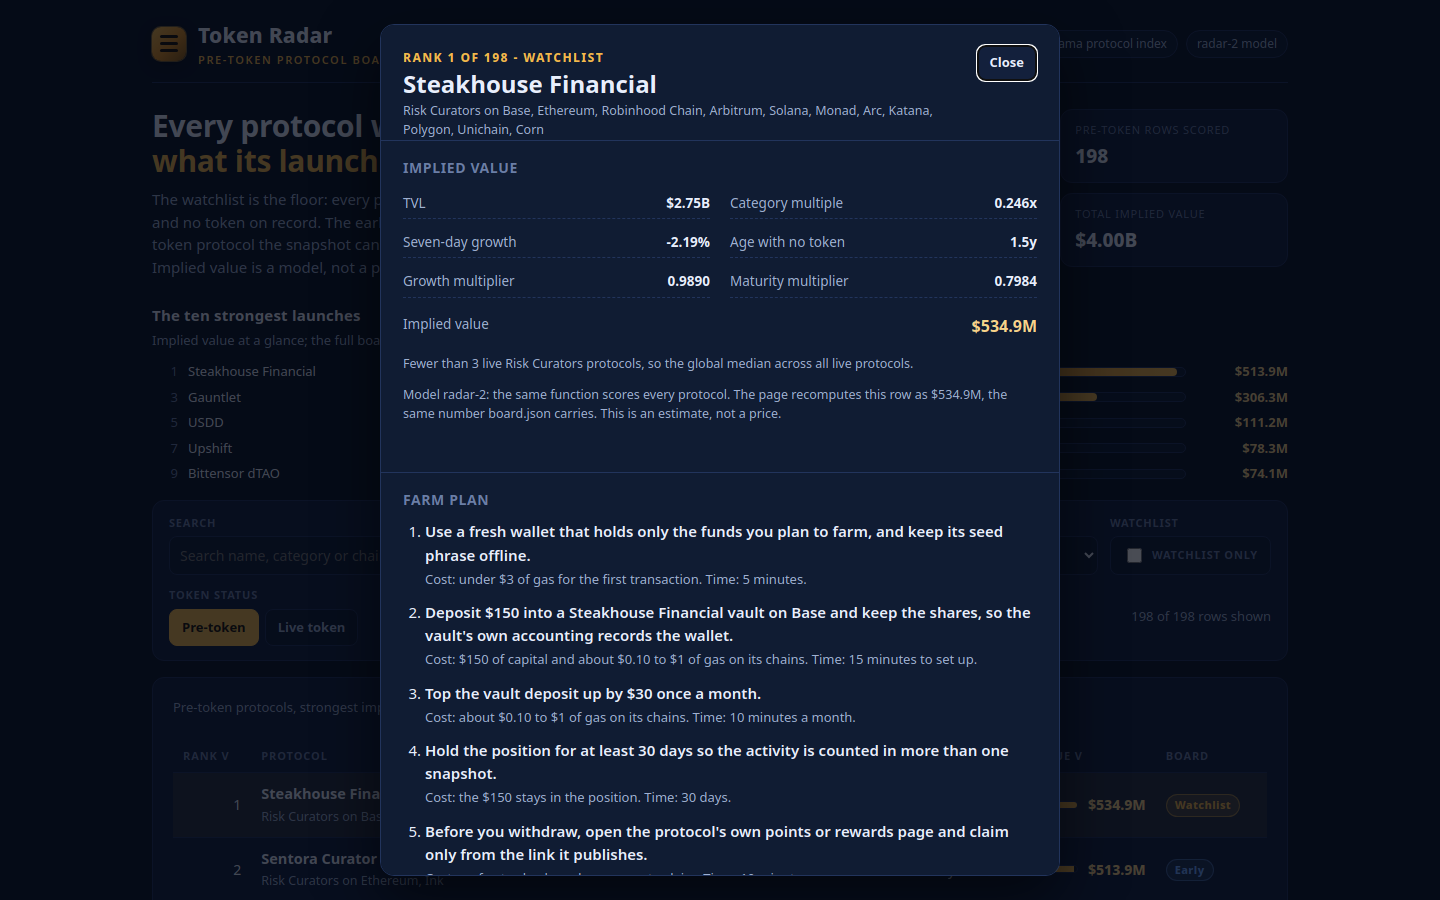 Token Radar
PRE-TOKEN PROTOCOL BOA
ama protocol index
radar-2 model
Every protocol w
what its launch
The watchlist is the floor: every p
and no token on record. The earl
token protocol the snapshot can
Implied value is a model, not a p
PRE-TOKEN ROWS SCORED
198
TOTAL IMPLIED VALUE
$4.00B
The ten strongest launches
Implied value at a glance; the full boa
1 Steakhouse Financial
$513.9M
3 Gauntlet
$306.3M
5 USDD
$111.2M
7 Upshift
$78.3M
9 Bittensor dTAO
$74.1M
SEARCH
Search name, category or chai
WATCHLIST
WATCHLIST ONLY
TOKEN STATUS
Pre-token
Live token
198 of 198 rows shown
Pre-token protocols, strongest imp
RANK V
PROTOCOL
E V
BOARD
1
Steakhouse Fina
Risk Curators on Bas
$534.9M
Watchlist
2
Sentora Curator
Risk Curators on Ethereum, Ink
$513.9M
Early
RANK 1 OF 198 - WATCHLIST
Steakhouse Financial
Risk Curators on Base, Ethereum, Robinhood Chain, Arbitrum, Solana, Monad, Arc, Katana,
Polygon, Unichain, Corn
Close
IMPLIED VALUE
TVL $2.75B
Category multiple 0.246x
Seven-day growth -2.19%
Age with no token 1.5y
Growth multiplier 0.9890
Maturity multiplier 0.7984
Implied value $534.9M
Fewer than 3 live Risk Curators protocols, so the global median across all live protocols.
Model radar-2: the same function scores every protocol. The page recomputes this row as $534.9M, the
same number board.json carries. This is an estimate, not a price.
FARM PLAN
1. Use a fresh wallet that holds only the funds you plan to farm, and keep its seed
phrase offline.
Cost: under $3 of gas for the first transaction. Time: 5 minutes.
2. Deposit $150 into a Steakhouse Financial vault on Base and keep the shares, so the
vault's own accounting records the wallet.
Cost: $150 of capital and about $0.10 to $1 of gas on its chains. Time: 15 minutes to set up.
3. Top the vault deposit up by $30 once a month.
Cost: about $0.10 to $1 of gas on its chains. Time: 10 minutes a month.
4. Hold the position for at least 30 days so the activity is counted in more than one
snapshot.
Cost: the $150 stays in the position. Time: 30 days.
5. Before you withdraw, open the protocol's own points or rewards page and claim
only from the link it publishes.